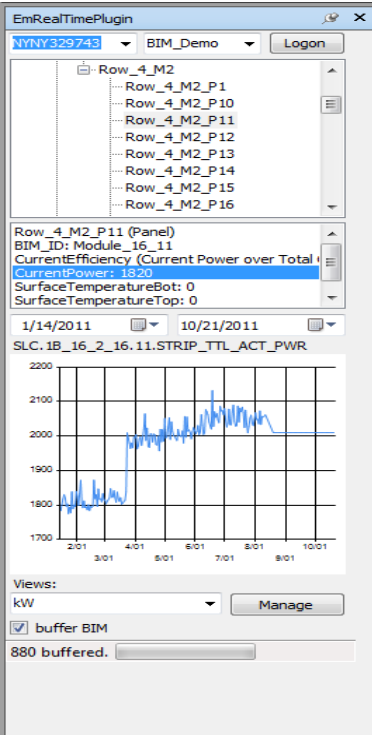 EmRealTimePlugin
NYNY329743 BIM_Demo Logon
Row_4_M2
Row_4_M2_P1
Row_4_M2_P10
Row_4_M2_P11
Row_4_M2_P12
Row_4_M2_P13
Row_4_M2_P14
Row_4_M2_P15
Row_4_M2_P16
Row_4_M2_P11 (Panel)
BIM_ID: Module_16_11
CurrentEfficiency (Current Power over Total
CurrentPower: 1820
SurfaceTemperatureBot: 0
SurfaceTemperatureTop: 0
1/14/2011 10/21/2011
SLC.1B_16_2_16.11.STRIP_TTL_ACT_PWR
2200
2100
2000
1900
1800
1700
2/01 4/01 6/01 8/01 10/01
3/01 5/01 7/01 9/01
Views:
kW Manage
buffer BIM
880 buffered.